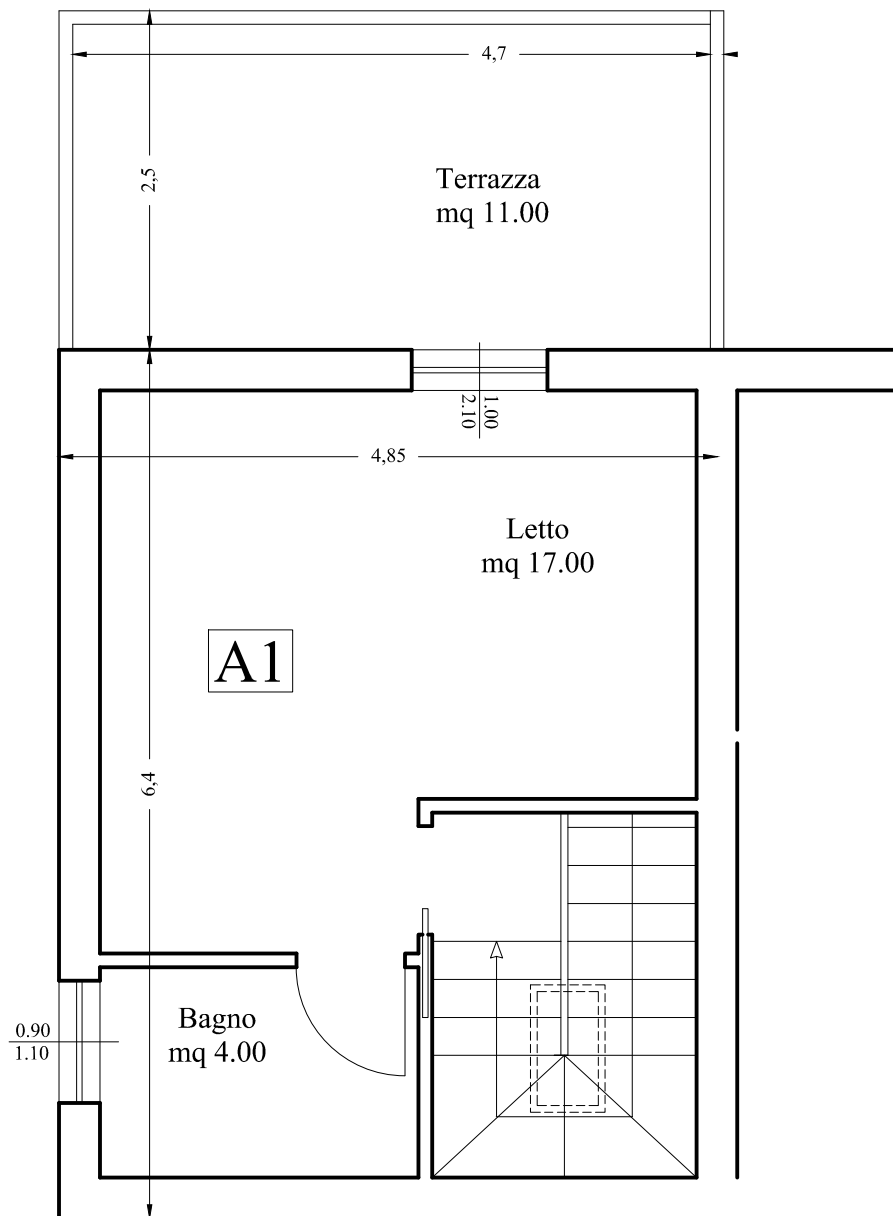 4,7
2,5
Terrazza
mq 11.00
1.00
2.10
4,85
Letto
mq 17.00
A1
6,4
Bagno
mq 4.00
0.90
1.10